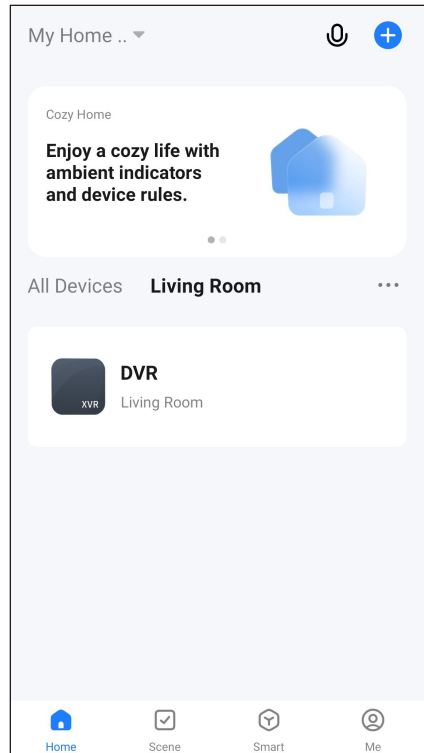 My Home ..
Cozy Home
Enjoy a cozy life with
ambient indicators
and device rules.
All Devices Living Room
DVR
XVR
Living Room
Home Scene Smart Me